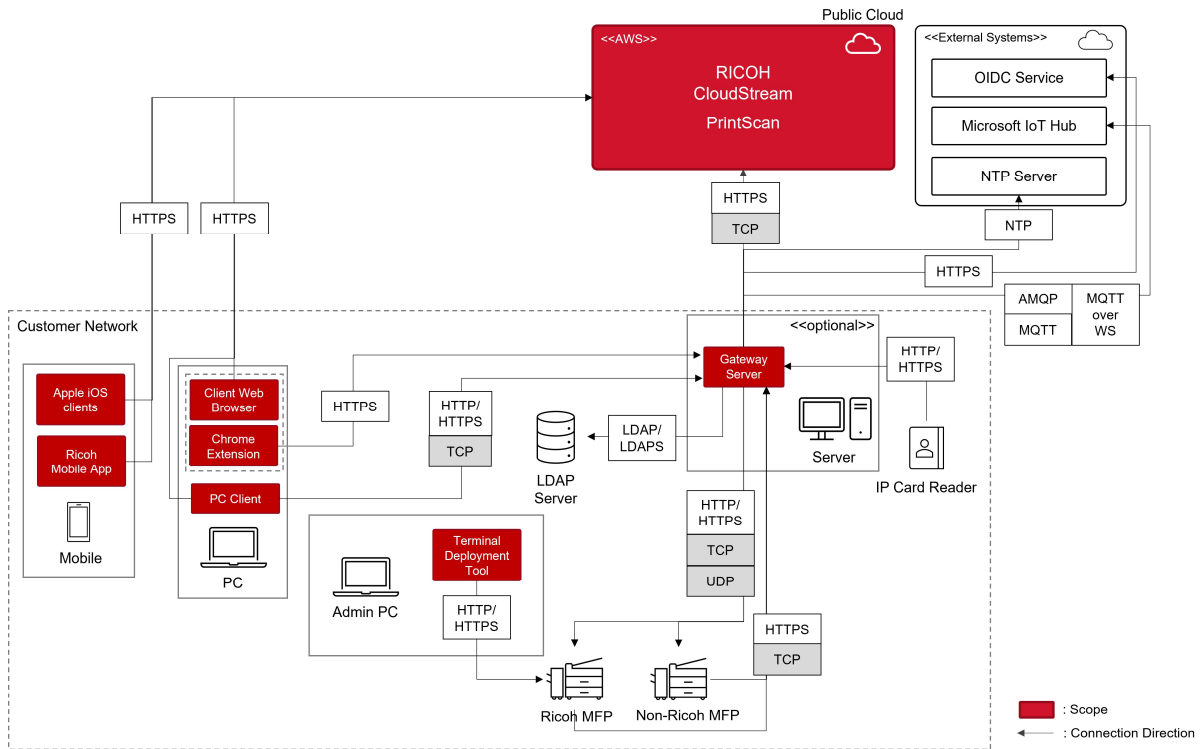 Public Cloud
<<AWS>>
RICOH
CloudStream
PrintScan
<<External Systems>>
OIDC Service
Microsoft IoT Hub
NTP Server
HTTPS
HTTPS
HTTPS
TCP
NTP
HTTPS
AMQP
MQTT
MQTT
over
WS
Customer Network
<<optional>>
Apple iOS
clients
Ricoh
Mobile App
Mobile
Client Web
Browser
Chrome
Extension
PC Client
PC
HTTPS
HTTP/
HTTPS
TCP
LDAP
Server
LDAP/
LDAPS
Gateway
Server
Server
HTTP/
HTTPS
IP Card Reader
Admin PC
Terminal
Deployment
Tool
HTTP/
HTTPS
HTTP/
HTTPS
TCP
UDP
HTTPS
TCP
Ricoh MFP
Non-Ricoh MFP
: Scope
: Connection Direction